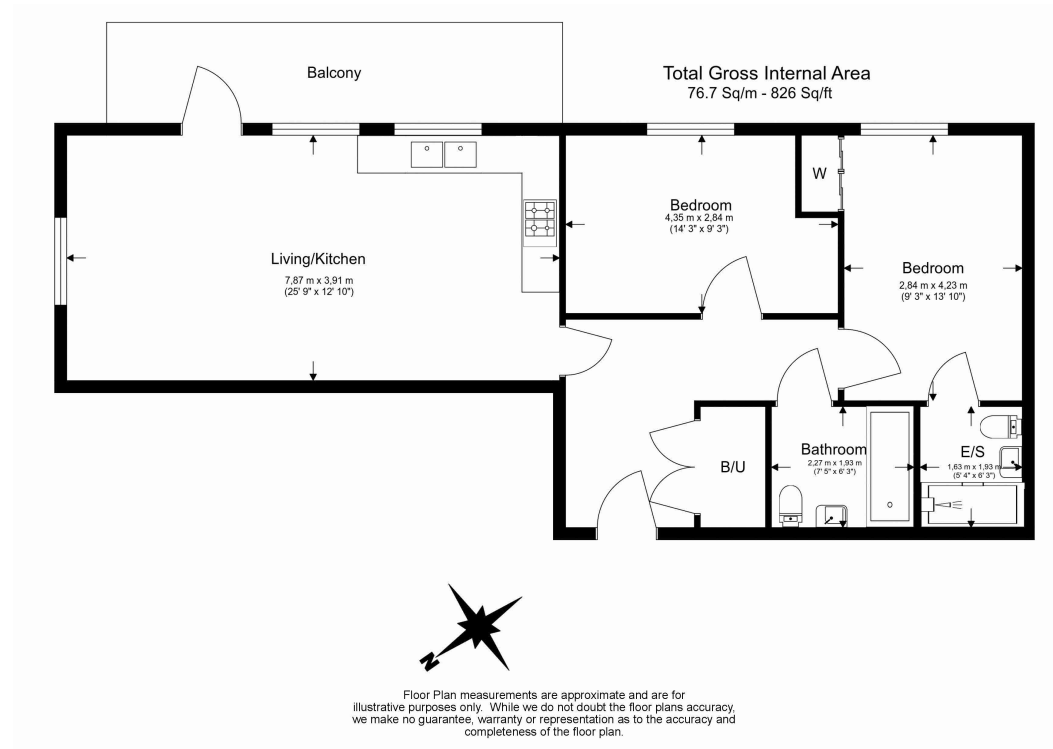 Balcony
Total Gross Internal Area
76.7 Sq/m - 826 Sq/ft
W
Bedroom
4,35 m x 2,84 m
(14' 3" x 9' 3")
Living/Kitchen
7,87 m x 3,91 m
(25' 9" x 12' 10")
Bedroom
2,84 m x 4,23 m
(9' 3" x 13' 10")
B/U
Bathroom
2,27 m x 1,93 m
(7' 5" x 6' 3")
E/S
1,63 m x 1,93 m
(5' 4" x 6' 3")
N
Floor Plan measurements are approximate and are for
illustrative purposes only. While we do not doubt the floor plans accuracy,
we make no guarantee, warranty or representation as to the accuracy and
completeness of the floor plan.